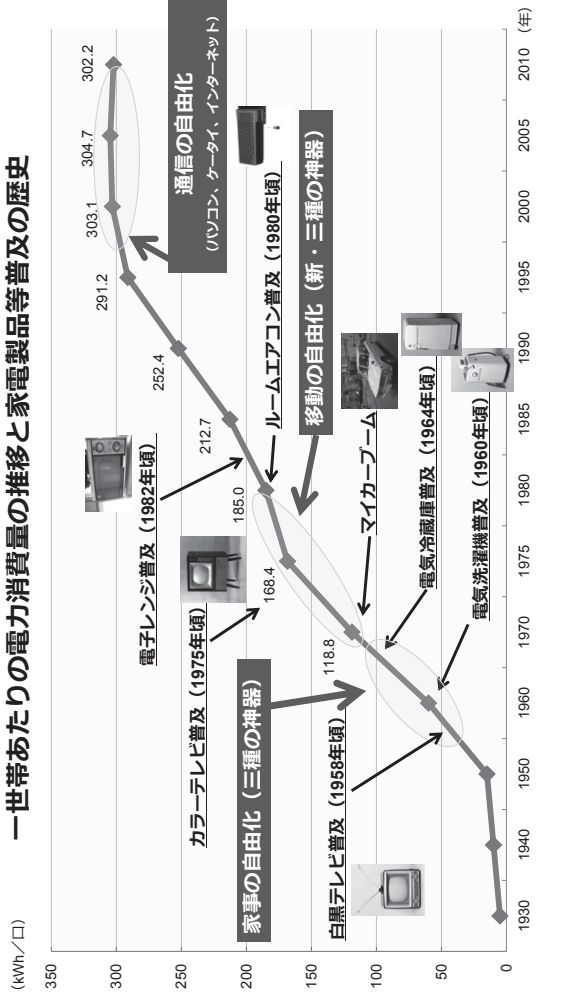 一世帯あたりの電力消費量の推移と家電製品等普及の歴史
(kWh／口)
350
300
250
200
150
100
50
0
1930
1940
1950
1960
1970
1975
1980
1985
1990
1995
2000
2005
2010
(年)
118.8
168.4
185.0
212.7
252.4
291.2
303.1
304.7
302.2
家事の自由化（三種の神器）
白黒テレビ普及（1958年頃）
電気洗濯機普及（1960年頃）
電気冷蔵庫普及（1964年頃）
移動の自由化（新・三種の神器）
マイカーブーム
カラーテレビ普及（1975年頃）
ルームエアコン普及（1980年頃）
電子レンジ普及（1982年頃）
通信の自由化
（パソコン、ケータイ、インターネット）